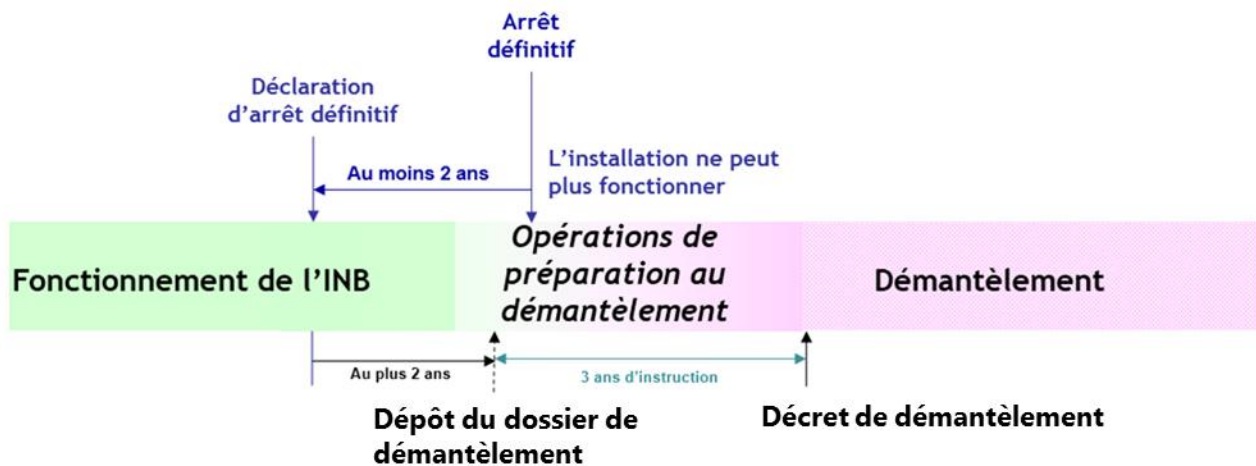 Arrêt
définitif
Déclaration
d'arrêt définitif
Au moins 2 ans
L'installation ne peut
plus fonctionner
Fonctionnement de l'INB
Opérations de
préparation au
démantèlement
Démantèlement
Au plus 2 ans
3 ans d'instruction
Dépôt du dossier de
démantèlement
Décret de démantèlement